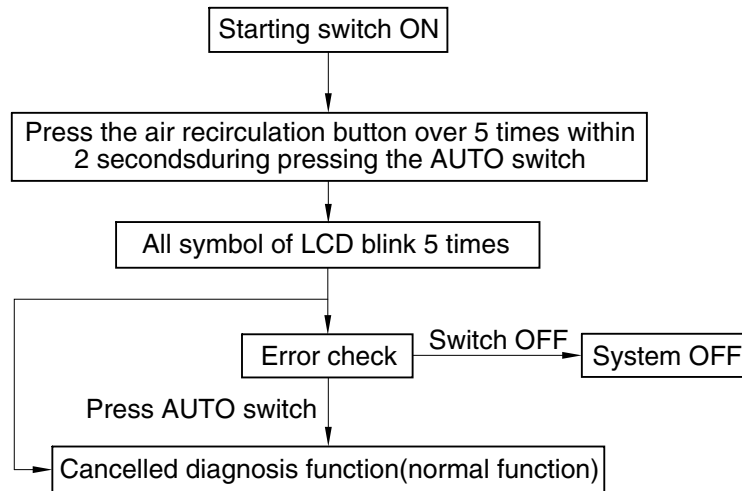 Starting switch ON
Press the air recirculation button over 5 times within
2 secondsduring pressing the AUTO switch
All symbol of LCD blink 5 times
Error check
Switch OFF
System OFF
Press AUTO switch
Cancelled diagnosis function(normal function)